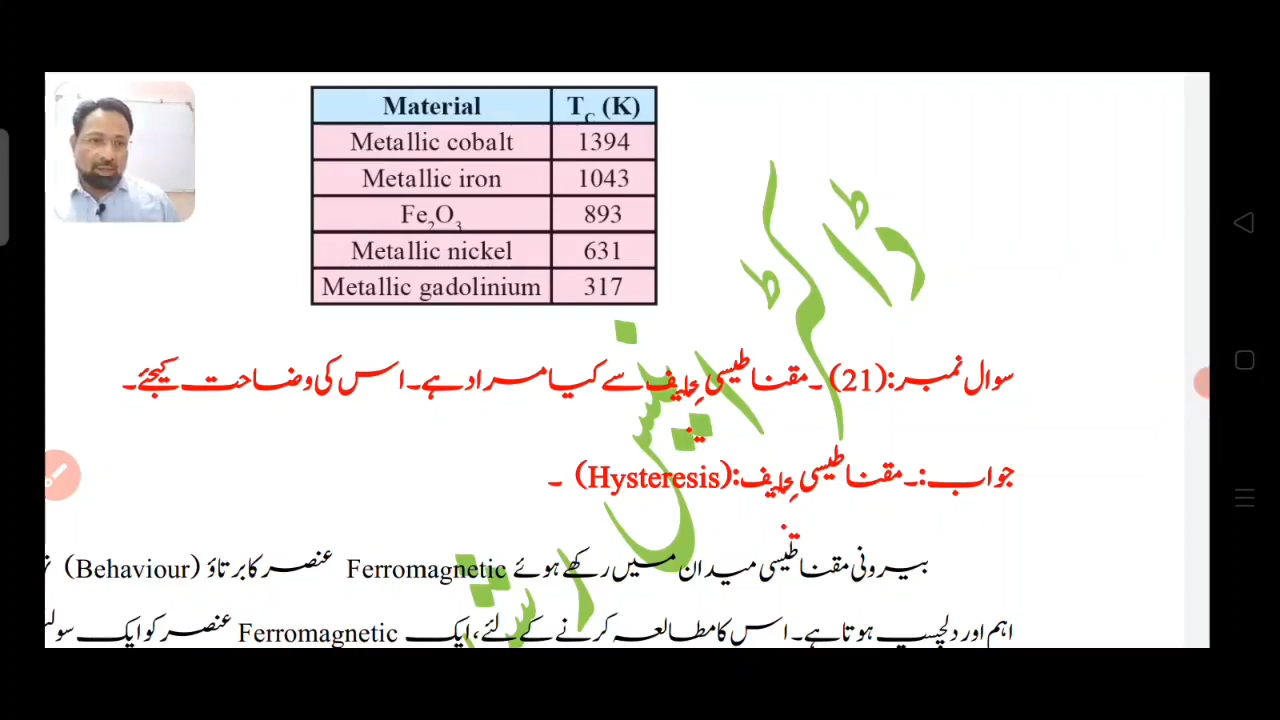 Material T_C (K)
Metallic cobalt 1394
Metallic iron 1043
Fe₂O₃ 893
Metallic nickel 631
Metallic gadolinium 317
سوال نمبر:(21)۔مقناطیسی سے کیا مراد ہے۔اس کی وضاحت کیجئے۔
جواب:۔مقناطیسی :(Hysteresis)۔
بیرونی مقناطیسی میدان میں رکھے ہوئے Ferromagnetic عنصر کا برتاؤ (Behaviour)
اہم اور دلچسپ ہوتا ہے۔اس کا مطالعہ کرنے کے لئے،ایک Ferromagnetic عنصر کو ایک
ڈاکٹر انیس